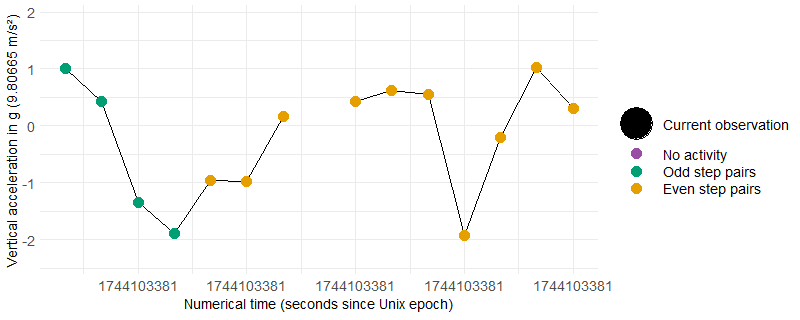 Vertical acceleration in g (9.80665 m/s²)
2
1
0
-1
-2
1744103381 1744103381 1744103381 1744103381 1744103381
Numerical time (seconds since Unix epoch)
Current observation
No activity
Odd step pairs
Even step pairs